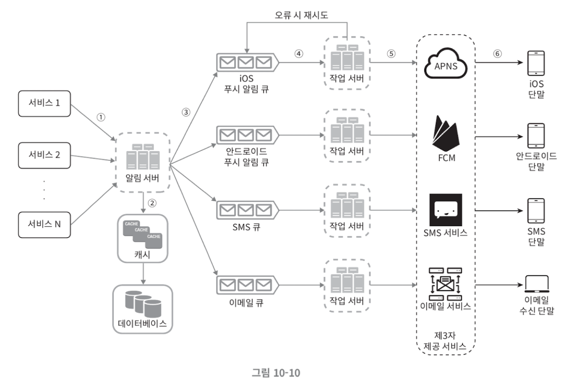 오류 시 재시도
④
⑤
⑥
iOS
푸시 알림 큐
작업 서버
APNS
iOS
단말
서비스 1
①
③
서비스 2
알림 서버
안드로이드
푸시 알림 큐
작업 서버
FCM
안드로이드
단말
서비스 N
②
CACHE
CACHE
CACHE
캐시
SMS 큐
작업 서버
SMS 서비스
SMS
단말
데이터베이스
이메일 큐
작업 서버
이메일 서비스
이메일
수신 단말
제3자
제공 서비스
그림 10-10